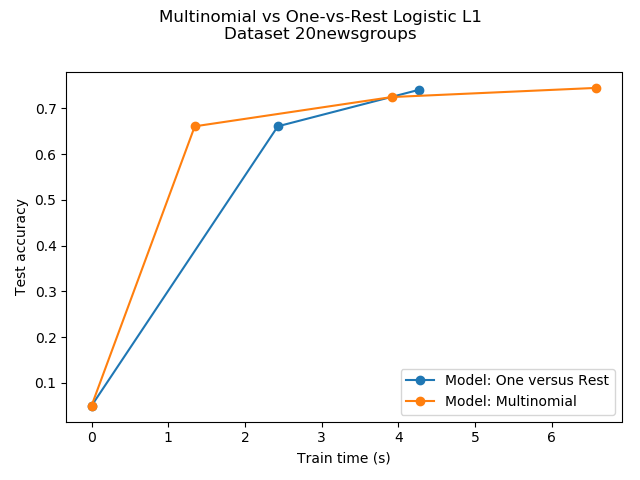 Multinomial vs One-vs-Rest Logistic L1
Dataset 20newsgroups
0.7
0.6
0.5
0.4
0.3
0.2
0.1
Test accuracy
0 1 2 3 4 5 6
Train time (s)
Model: One versus Rest
Model: Multinomial